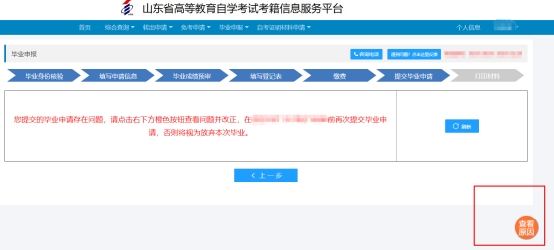 山东省高等教育自学考试考籍信息服务平台
首页 综合查询 转出申请 免考申请 毕业申报 自考证明材料申请 个人信息
毕业申报
毕业身份核验 填写申请信息 毕业成绩预审 填写登记表 缴费 提交毕业申请 打印材料
您提交的毕业申请存在问题，请点击右下方橙色按钮查看问题并改正，在
前再次提交毕业申
请，否则将视为放弃本次毕业。
刷新
上一步
查看
原因